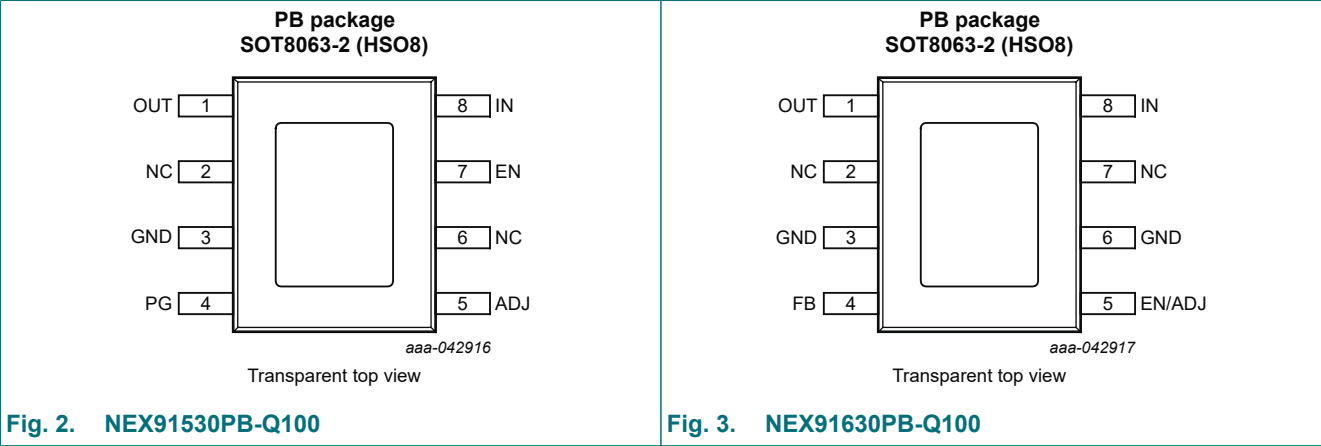 PB package
SOT8063-2 (HSO8)
OUT 1 8 IN
NC 2 7 EN
GND 3 6 NC
PG 4 5 ADJ
aaa-042916
Transparent top view
Fig. 2. NEX91530PB-Q100
PB package
SOT8063-2 (HSO8)
OUT 1 8 IN
NC 2 7 NC
GND 3 6 GND
FB 4 5 EN/ADJ
aaa-042917
Transparent top view
Fig. 3. NEX91630PB-Q100